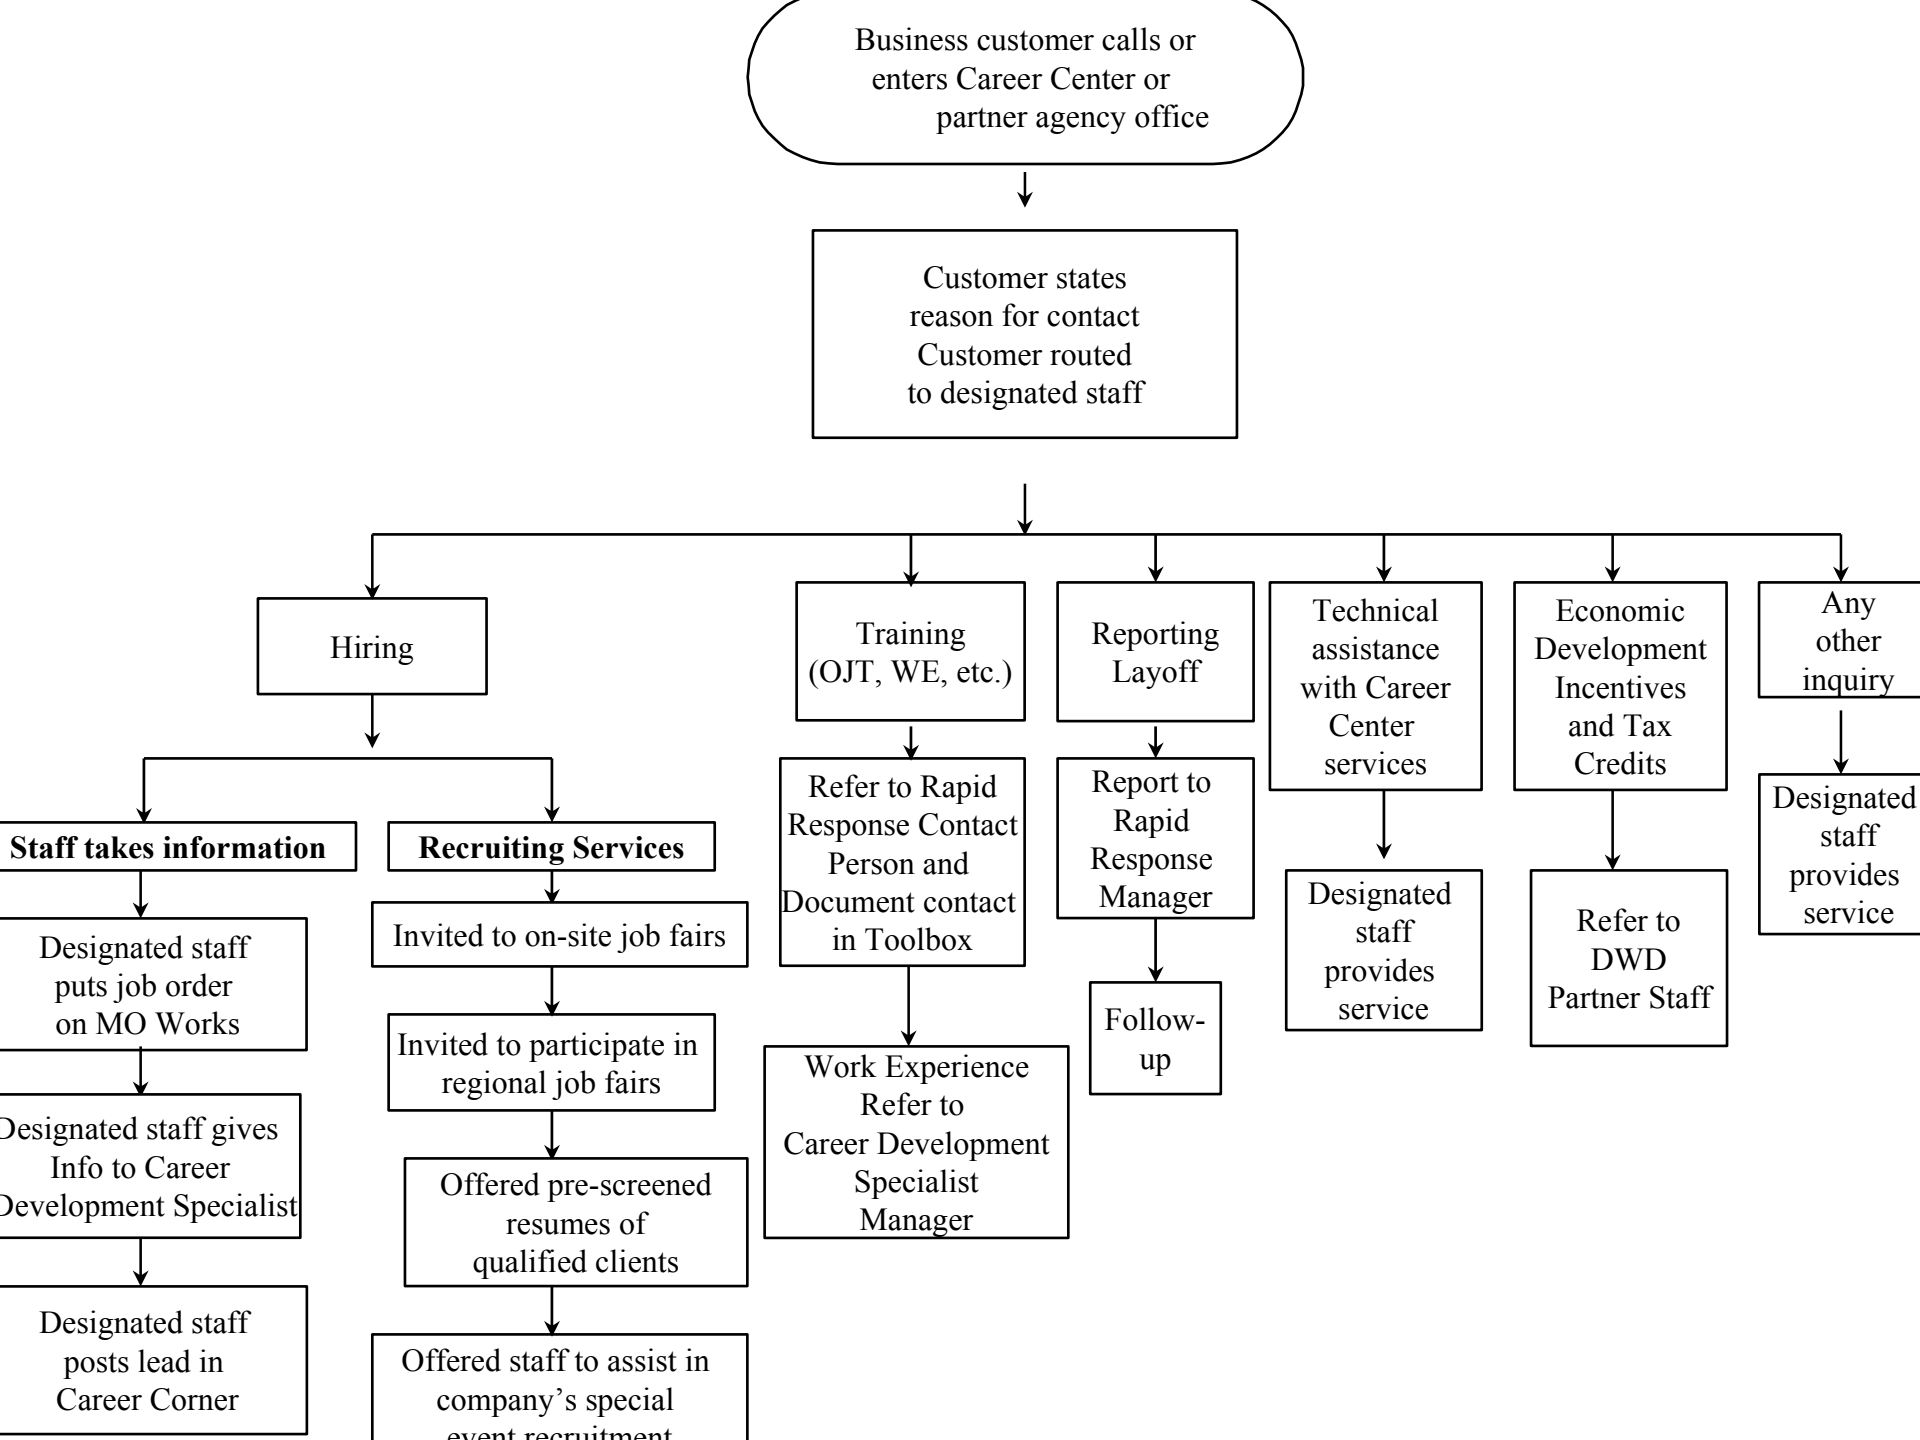 Business customer calls or
enters Career Center or
partner agency office
Customer states
reason for contact
Customer routed
to designated staff
Hiring
Training
(OJT, WE, etc.)
Reporting
Layoff
Technical
assistance
with Career
Center
services
Economic
Development
Incentives
and Tax
Credits
Any
other
inquiry
Staff takes information
Designated staff
puts job order
on MO Works
Designated staff gives
Info to Career
Development Specialist
Designated staff
posts lead in
Career Corner
Recruiting Services
Invited to on-site job fairs
Invited to participate in
regional job fairs
Offered pre-screened
resumes of
qualified clients
Offered staff to assist in
company’s special
event recruitment
Refer to Rapid
Response Contact
Person and
Document contact
in Toolbox
Work Experience
Refer to
Career Development
Specialist
Manager
Report to
Rapid
Response
Manager
Follow-
up
Designated
staff
provides
service
Refer to
DWD
Partner Staff
Designated
staff
provides
service